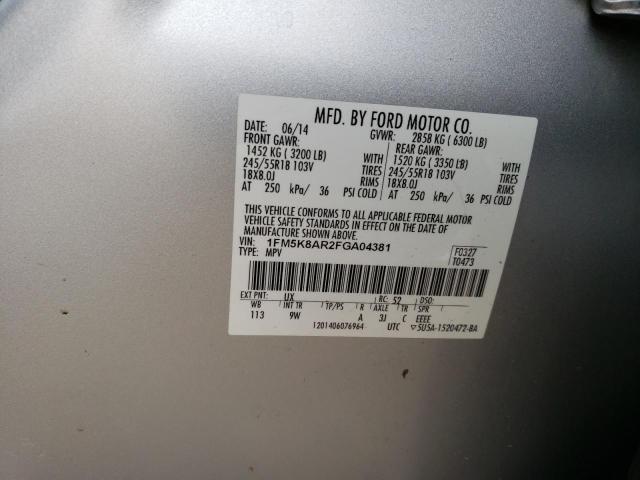 MFD. BY FORD MOTOR CO.
DATE: 06/14 GVWR: 2858 KG ( 6300 LB)
FRONT GAWR: REAR GAWR:
1452 KG ( 3200 LB) WITH 1520 KG ( 3350 LB) WITH
245/55R18 103V TIRES 245/55R18 103V TIRES
18X8.0J RIMS 18X8.0J RIMS
AT 250 kPa/ 36 PSI COLD AT 250 kPa/ 36 PSI COLD
THIS VEHICLE CONFORMS TO ALL APPLICABLE FEDERAL MOTOR
VEHICLE SAFETY STANDARDS IN EFFECT ON THE DATE OF
MANUFACTURE SHOWN ABOVE.
VIN: 1FM5K8AR2FGA04381 F0327
TYPE: MPV T0473
EXT PNT: UX RC: 52 DSO:
WB INT TR TP/PS R AXLE TR SPR
113 9W A 3J C EEEE
1201406076964 UTC ▽5U5A-1520472-BA